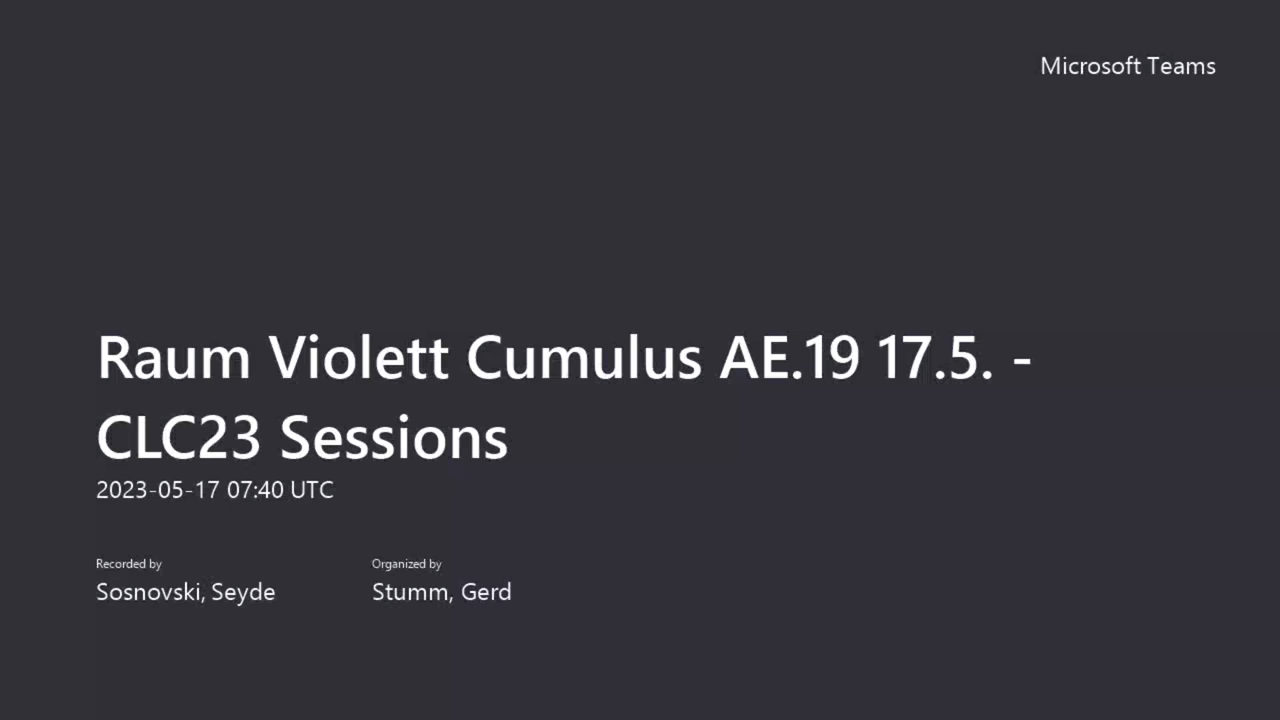 Microsoft Teams
Raum Violett Cumulus AE.19 17.5. -
CLC23 Sessions
2023-05-17 07:40 UTC
Recorded by
Sosnovski, Seyde
Organized by
Stumm, Gerd